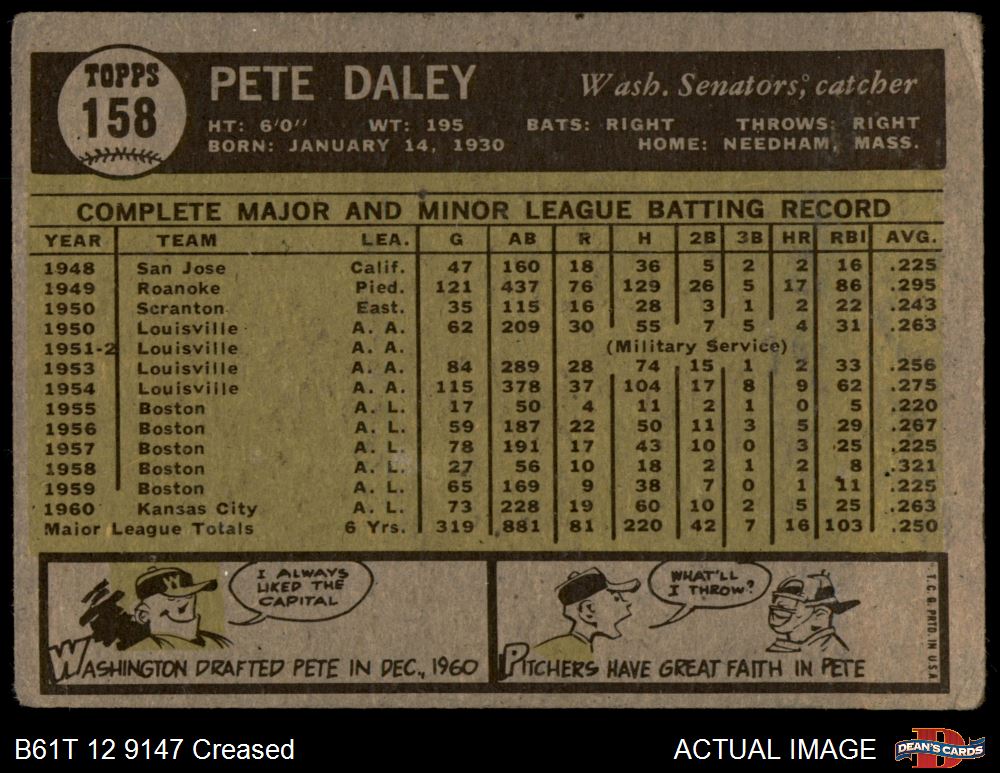 TOPPS
158
PETE DALEY
Wash. Senators, catcher
HT: 6'0" WT: 195 BATS: RIGHT THROWS: RIGHT
BORN: JANUARY 14, 1930 HOME: NEEDHAM, MASS.
COMPLETE MAJOR AND MINOR LEAGUE BATTING RECORD
YEAR TEAM LEA. G AB R H 2B 3B HR RBI AVG.
1948 San Jose Calif. 47 160 18 36 5 2 2 16 .225
1949 Roanoke Pied. 121 437 76 129 26 5 17 86 .295
1950 Scranton East. 35 115 16 28 3 1 2 22 .243
1950 Louisville A. A. 62 209 30 55 7 5 4 31 .263
1951-2 Louisville A. A. (Military Service)
1953 Louisville A. A. 84 289 28 74 15 1 2 33 .256
1954 Louisville A. A. 115 378 37 104 17 8 9 62 .275
1955 Boston A. L. 17 50 4 11 2 1 0 5 .220
1956 Boston A. L. 59 187 22 50 11 3 5 29 .267
1957 Boston A. L. 78 191 17 43 10 0 3 25 .225
1958 Boston A. L. 27 56 10 18 2 1 2 8 .321
1959 Boston A. L. 65 169 9 38 7 0 1 11 .225
1960 Kansas City A. L. 73 228 19 60 10 2 5 25 .263
Major League Totals 6 Yrs. 319 881 81 220 42 7 16 103 .250
W
I ALWAYS
LIKED THE
CAPITAL
WASHINGTON DRAFTED PETE IN DEC., 1960
WHAT'LL
I THROW?
PITCHERS HAVE GREAT FAITH IN PETE
T. C. G. PRTD. IN USA
B61T 12 9147 Creased
ACTUAL IMAGE
D
DEAN'S CARDS